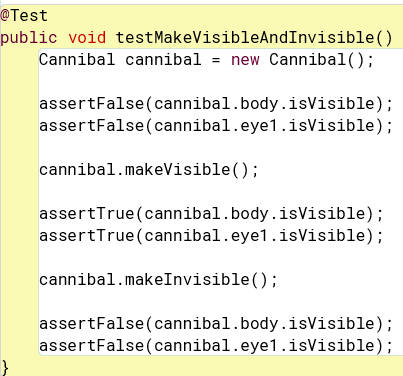 @Test
public void testMakeVisibleAndInvisible()
Cannibal cannibal = new Cannibal();
assertFalse(cannibal.body.isVisible);
assertFalse(cannibal.eye1.isVisible);
cannibal.makeVisible();
assertTrue(cannibal.body.isVisible);
assertTrue(cannibal.eye1.isVisible);
cannibal.makeInvisible();
assertFalse(cannibal.body.isVisible);
assertFalse(cannibal.eye1.isVisible);
}